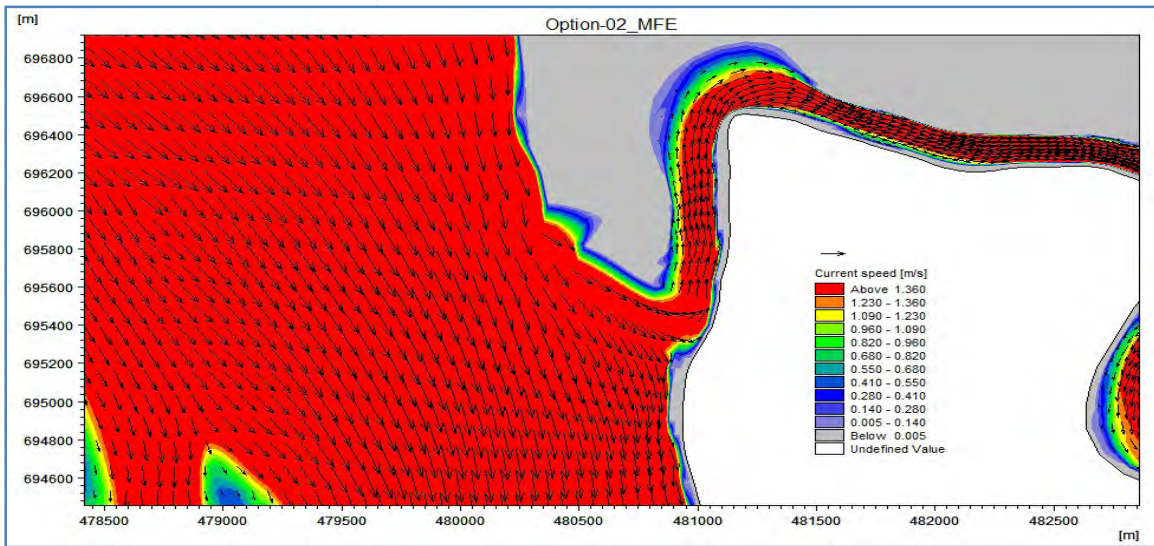 [m]
Option-02_MFE
696800
696600
696400
696200
696000
695800
695600
695400
695200
695000
694800
694600
Current speed [m/s]
Above 1.360
1.230 - 1.360
1.090 - 1.230
0.960 - 1.090
0.820 - 0.960
0.680 - 0.820
0.550 - 0.680
0.410 - 0.550
0.280 - 0.410
0.140 - 0.280
0.005 - 0.140
Below 0.005
Undefined Value
478500 479000 479500 480000 480500 481000 481500 482000 482500
[m]